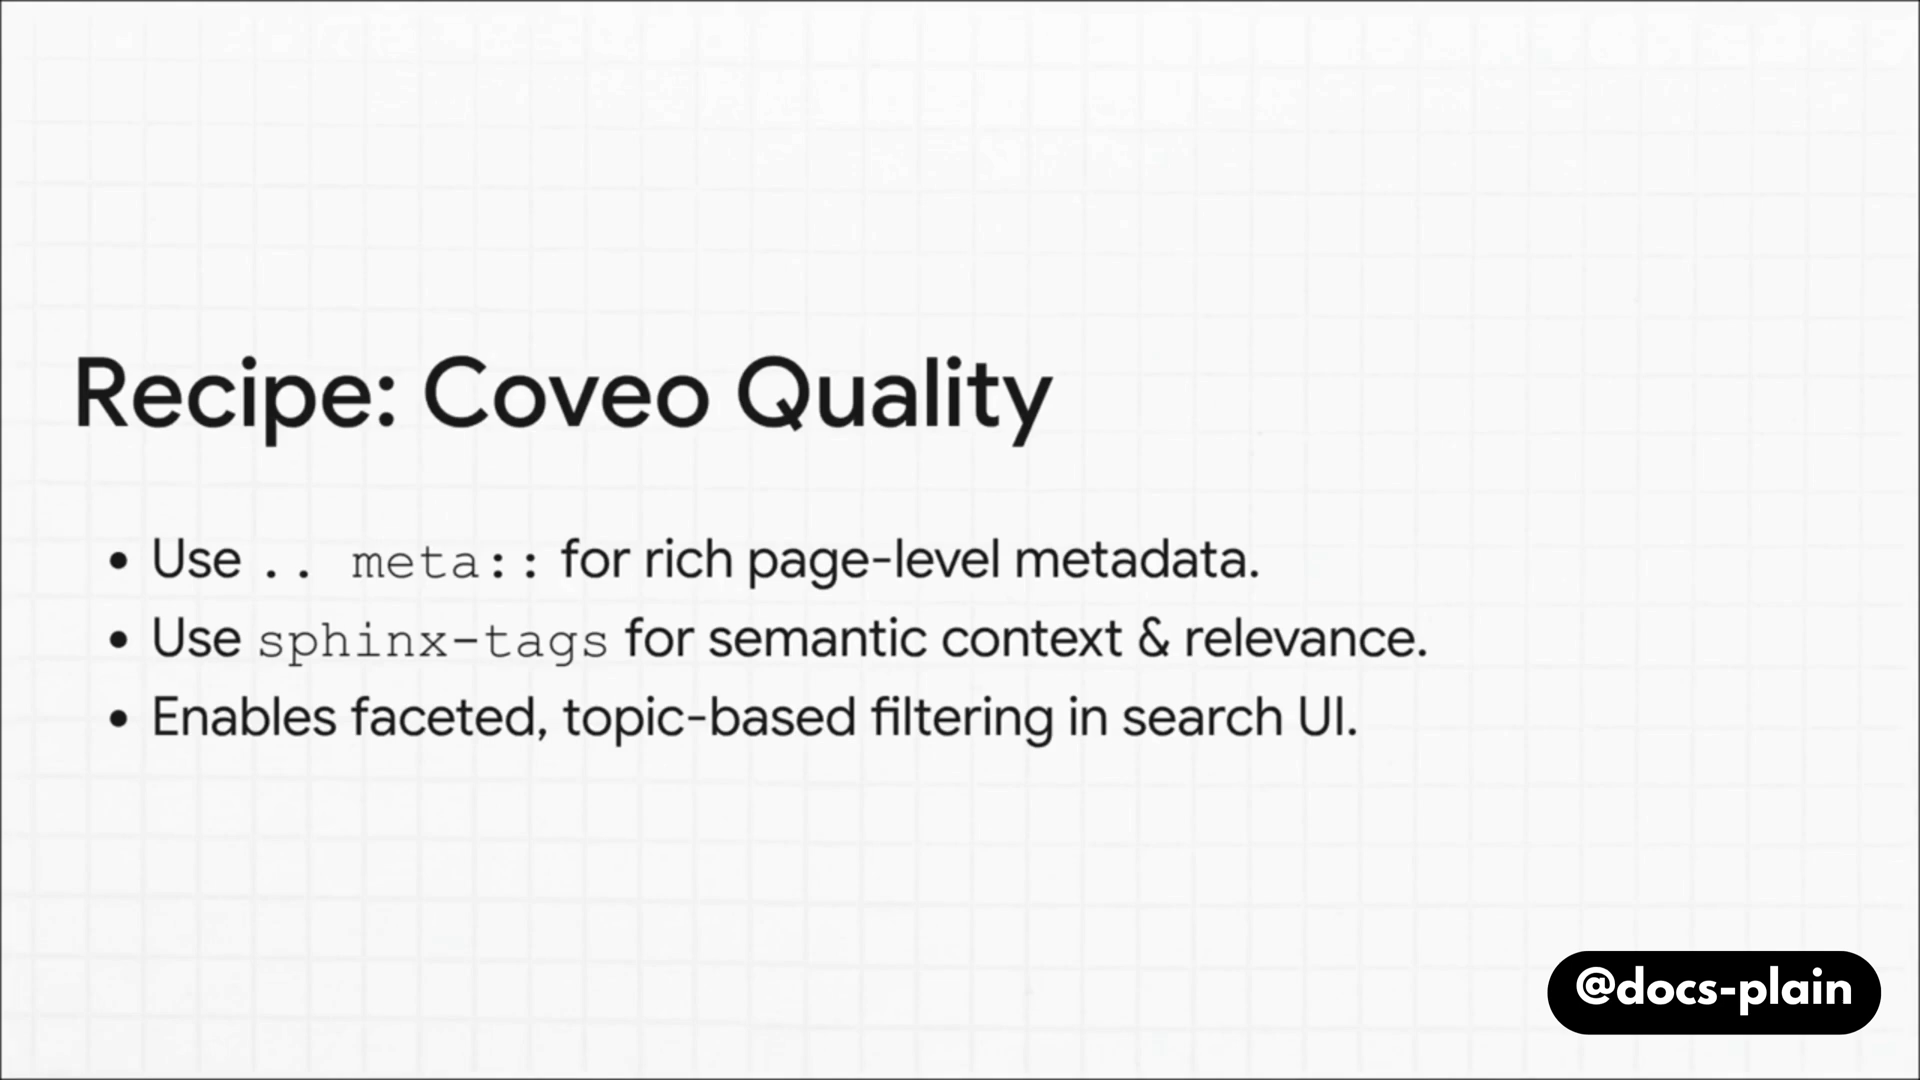 Recipe: Coveo Quality
• Use .. meta:: for rich page-level metadata.
• Use sphinx-tags for semantic context & relevance.
• Enables faceted, topic-based filtering in search UI.
@docs-plain